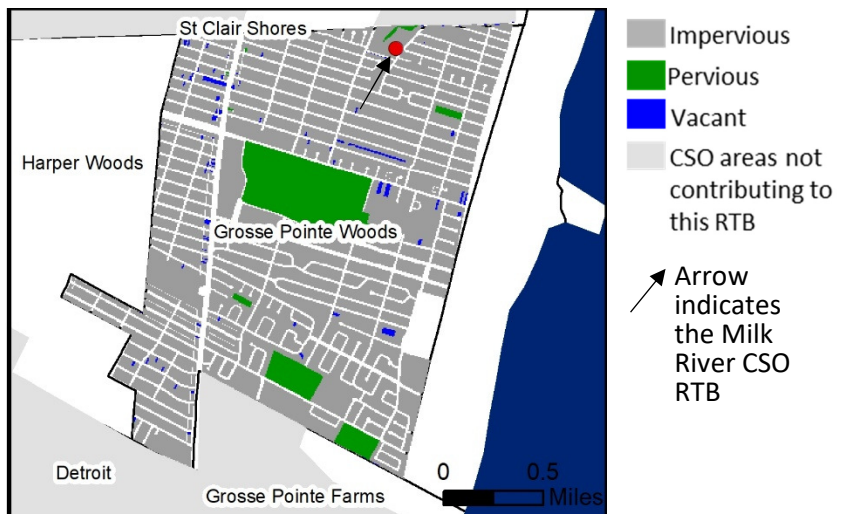 St Clair Shores
Harper Woods
Grosse Pointe Woods
Detroit
Grosse Pointe Farms
0 0.5
Miles
Impervious
Pervious
Vacant
CSO areas not
contributing to
this RTB
Arrow
indicates
the Milk
River CSO
RTB